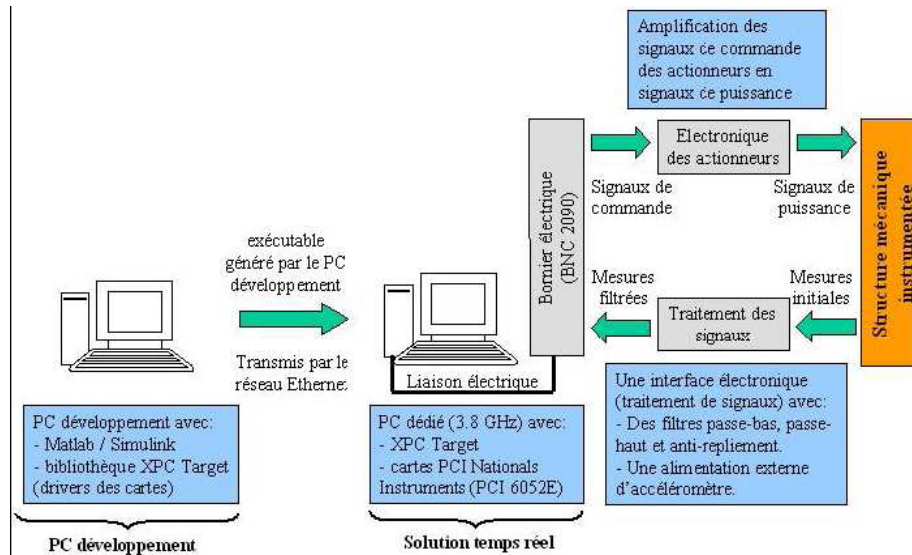 Amplification des
signaux de commande
des actionneurs en
signaux de puissance
Electronique
des actionneurs
Signaux de
commande
Signaux de
puissance
Bornier électrique
(BNC 2090)
Structure mécanique
instrumentée
exécutable
généré par le PC
développement
Transmis par le
réseau Ethernet
Mesures
filtrées
Mesures
initiales
Traitement des
signaux
Liaison électrique
PC développement avec:
- Matlab / Simulink
- bibliothèque XPC Target
(drivers des cartes)
PC dédié (3.8 GHz) avec:
- XPC Target
- cartes PCI Nationals
Instruments (PCI 6052E)
Une interface électronique
(traitement de signaux) avec:
- Des filtres passe-bas, passe-
haut et anti-repliement.
- Une alimentation externe
d'accéléromètre.
PC développement
Solution temps réel